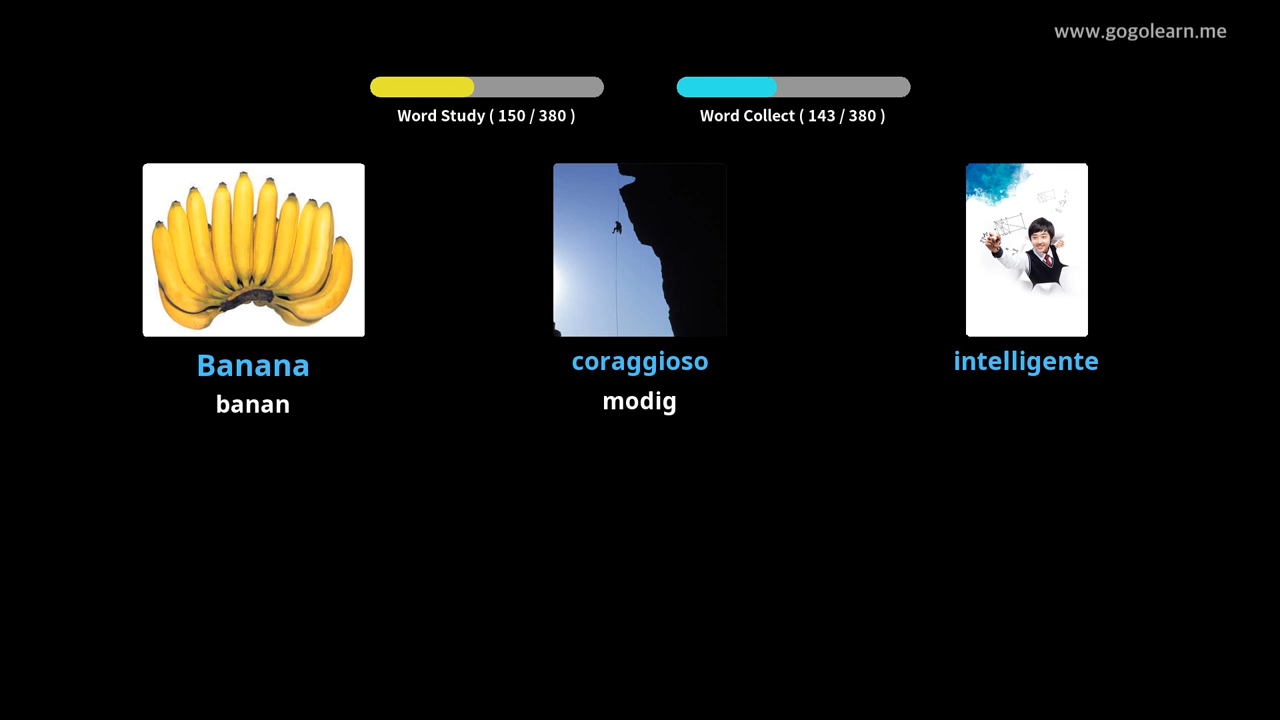 www.gogolearn.me
Word Study ( 150 / 380 )
Word Collect ( 143 / 380 )
Banana
banan
coraggioso
modig
intelligente